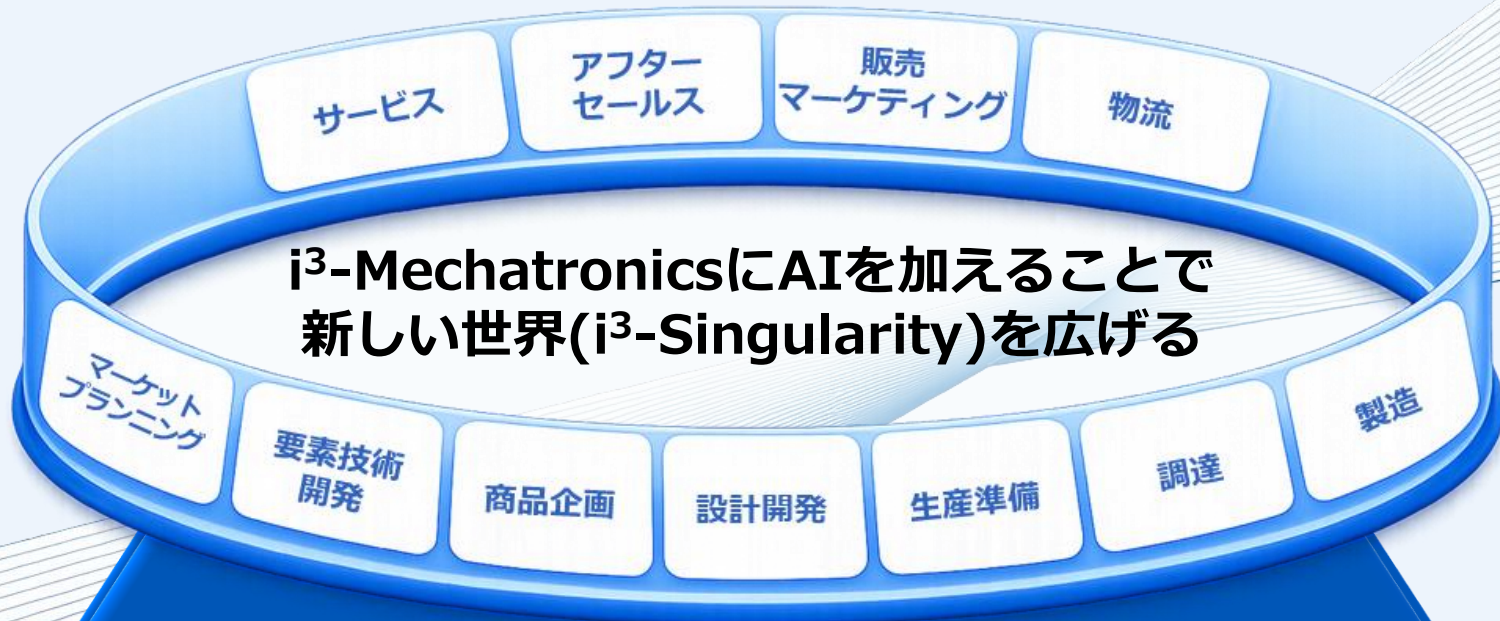 サービス
アフター
セールス
販売
マーケティング
物流
i³-MechatronicsにAIを加えることで
新しい世界(i³-Singularity)を広げる
マーケット
プランニング
要素技術
開発
商品企画
設計開発
生産準備
調達
製造